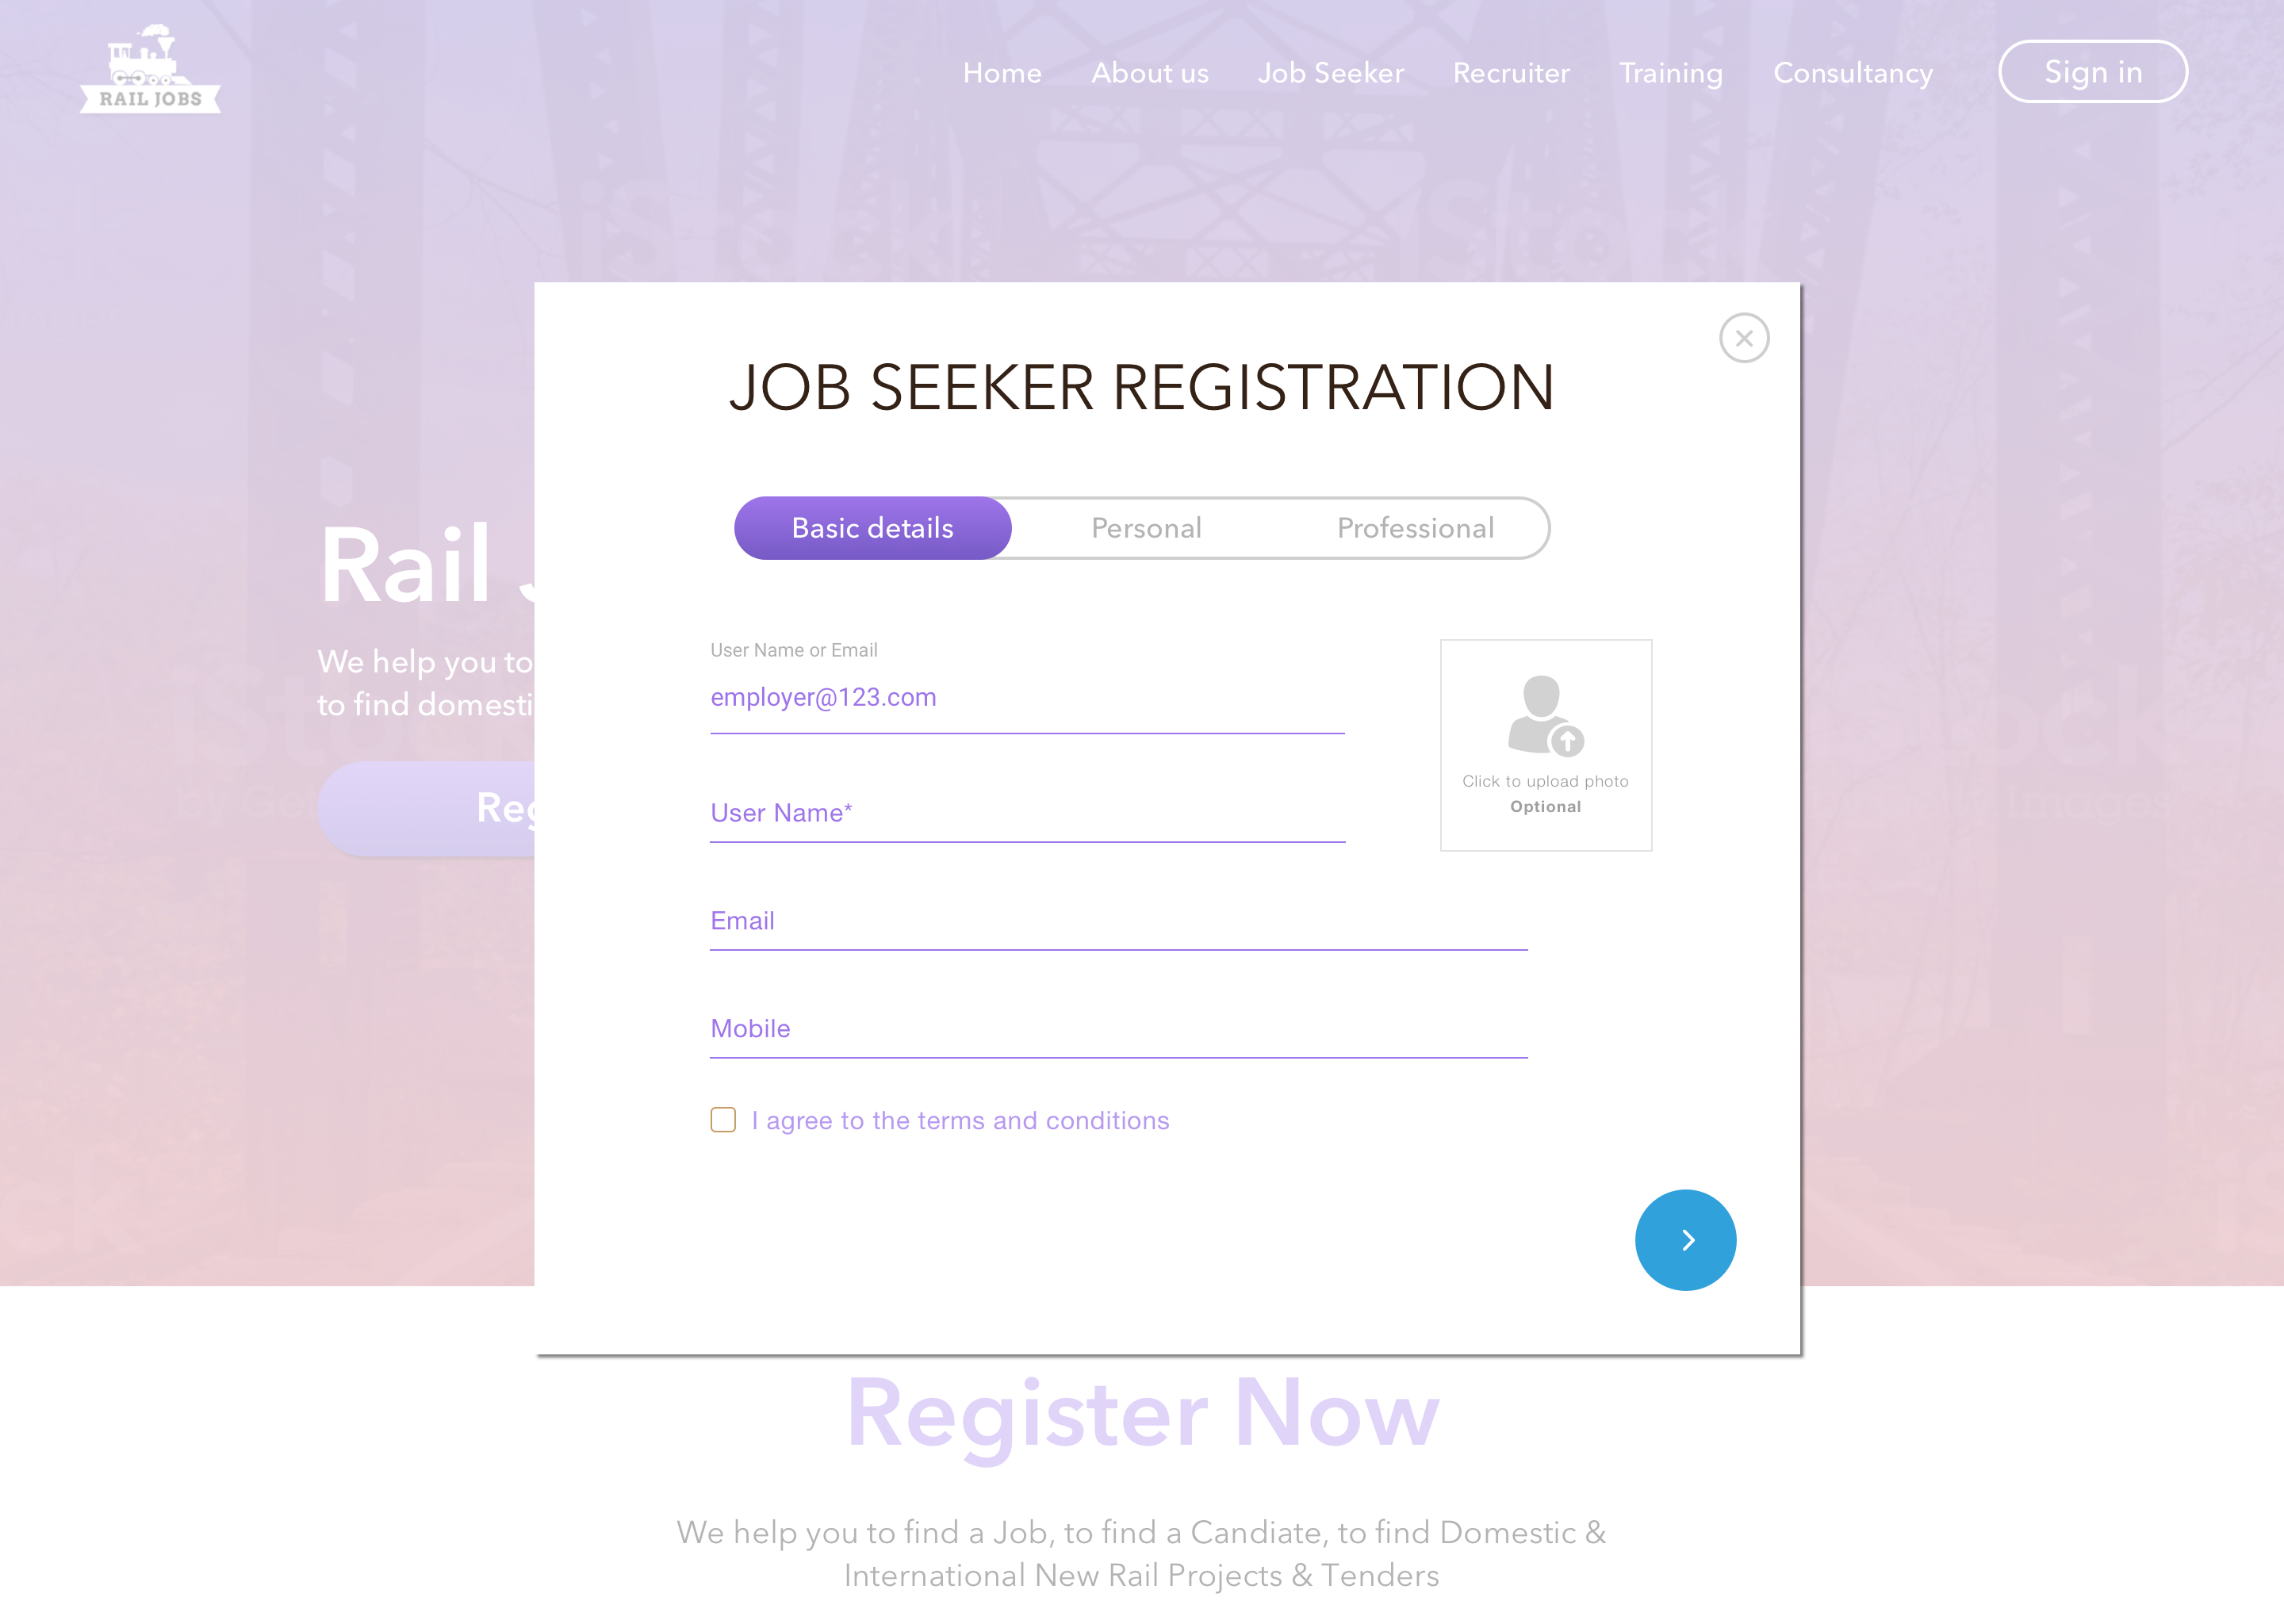 RAIL JOBS
Home About us Job Seeker Recruiter Training Consultancy Sign in
iStock
iStock
JOB SEEKER REGISTRATION
Basic details Personal Professional
Rail J
We help you to
to find domesti
Reg
User Name or Email
employer@123.com
Click to upload photo
Optional
User Name*
Email
Mobile
I agree to the terms and conditions
Register Now
We help you to find a Job, to find a Candiate, to find Domestic &
International New Rail Projects & Tenders